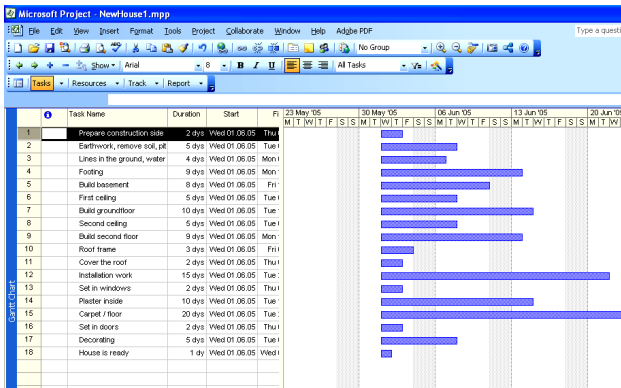 Microsoft Project - NewHouse1.mpp
File Edit View Insert Format Tools Project Collaborate Window Help Adobe PDF Type a questi
No Group
Show Arial 8 B I U All Tasks
Tasks Resources Track Report
Task Name Duration Start Fi 23 May '05 30 May '05 06 Jun '05 13 Jun '05 20 Jun '05
M T W T F S S M T W T F S S M T W T F S S M T W T F S S M T W
1 Prepare construction side 2 dys Wed 01.06.05 Thu
2 Earthwork, remove soil, pit 5 dys Wed 01.06.05 Tue
3 Lines in the ground, water 4 dys Wed 01.06.05 Mon
4 Footing 9 dys Wed 01.06.05 Mon
5 Build basement 8 dys Wed 01.06.05 Fri
6 First ceiling 5 dys Wed 01.06.05 Tue
7 Build groundfloor 10 dys Wed 01.06.05 Tue
8 Second ceiling 5 dys Wed 01.06.05 Tue
9 Build second floor 9 dys Wed 01.06.05 Mon
10 Roof frame 3 dys Wed 01.06.05 Fri
11 Cover the roof 2 dys Wed 01.06.05 Thu
12 Installation work 15 dys Wed 01.06.05 Tue
13 Set in windows 2 dys Wed 01.06.05 Thu
14 Plaster inside 10 dys Wed 01.06.05 Tue
15 Carpet / floor 20 dys Wed 01.06.05 Tue
16 Set in doors 2 dys Wed 01.06.05 Thu
17 Decorating 5 dys Wed 01.06.05 Tue
18 House is ready 1 dy Wed 01.06.05 Wed
Gantt Chart